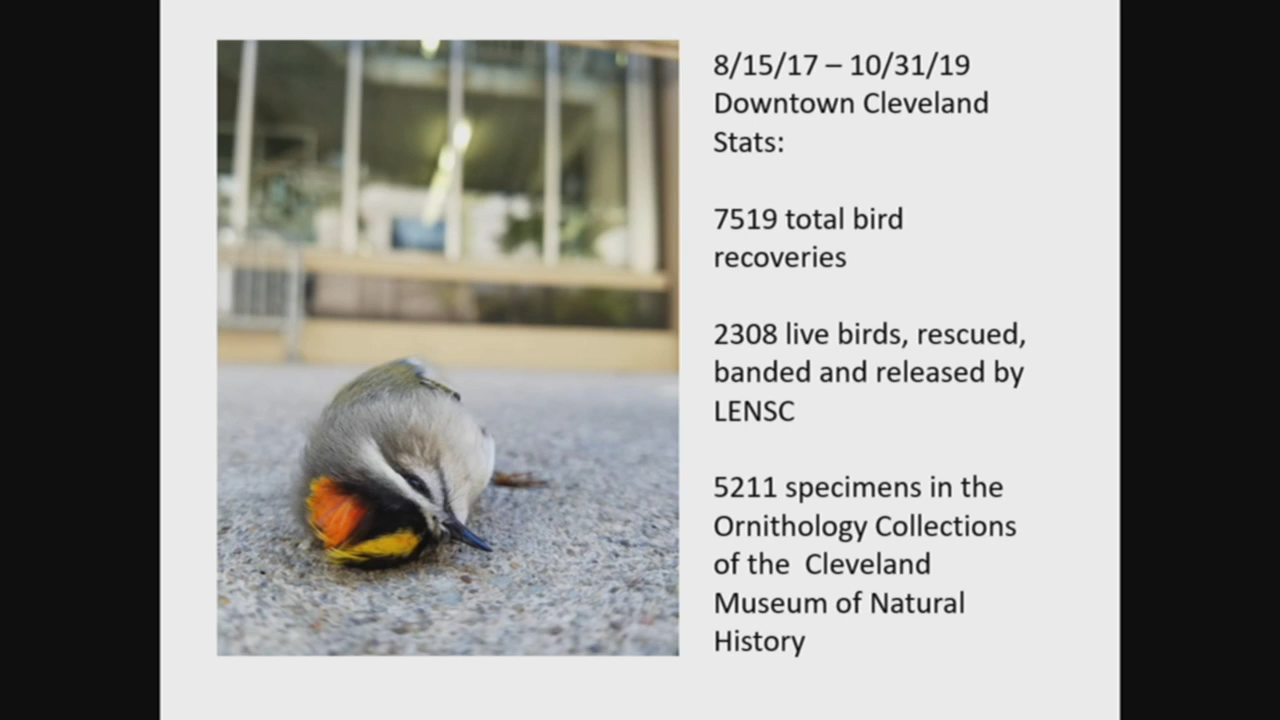 8/15/17 – 10/31/19
Downtown Cleveland
Stats:
7519 total bird
recoveries
2308 live birds, rescued,
banded and released by
LENSC
5211 specimens in the
Ornithology Collections
of the  Cleveland
Museum of Natural
History